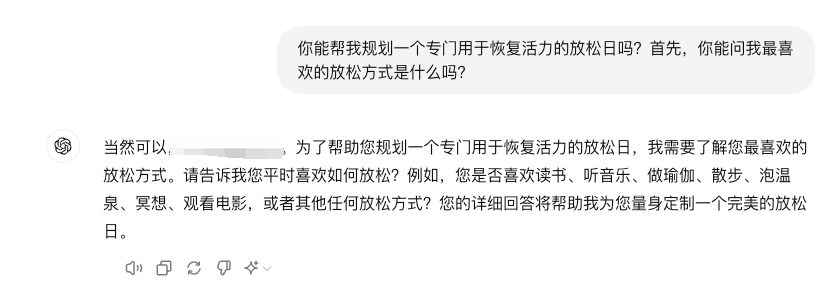 你能帮我规划一个专门用于恢复活力的放松日吗？首先，你能问我最喜
欢的放松方式是什么吗？
当然可以，。为了帮助您规划一个专门用于恢复活力的放松日，我需要了解您最喜欢的
放松方式。请告诉我您平时喜欢如何放松？例如，您是否喜欢读书、听音乐、做瑜伽、散步、泡温
泉、冥想、观看电影，或者其他任何放松方式？您的详细回答将帮助我为您量身定制一个完美的放松
日。